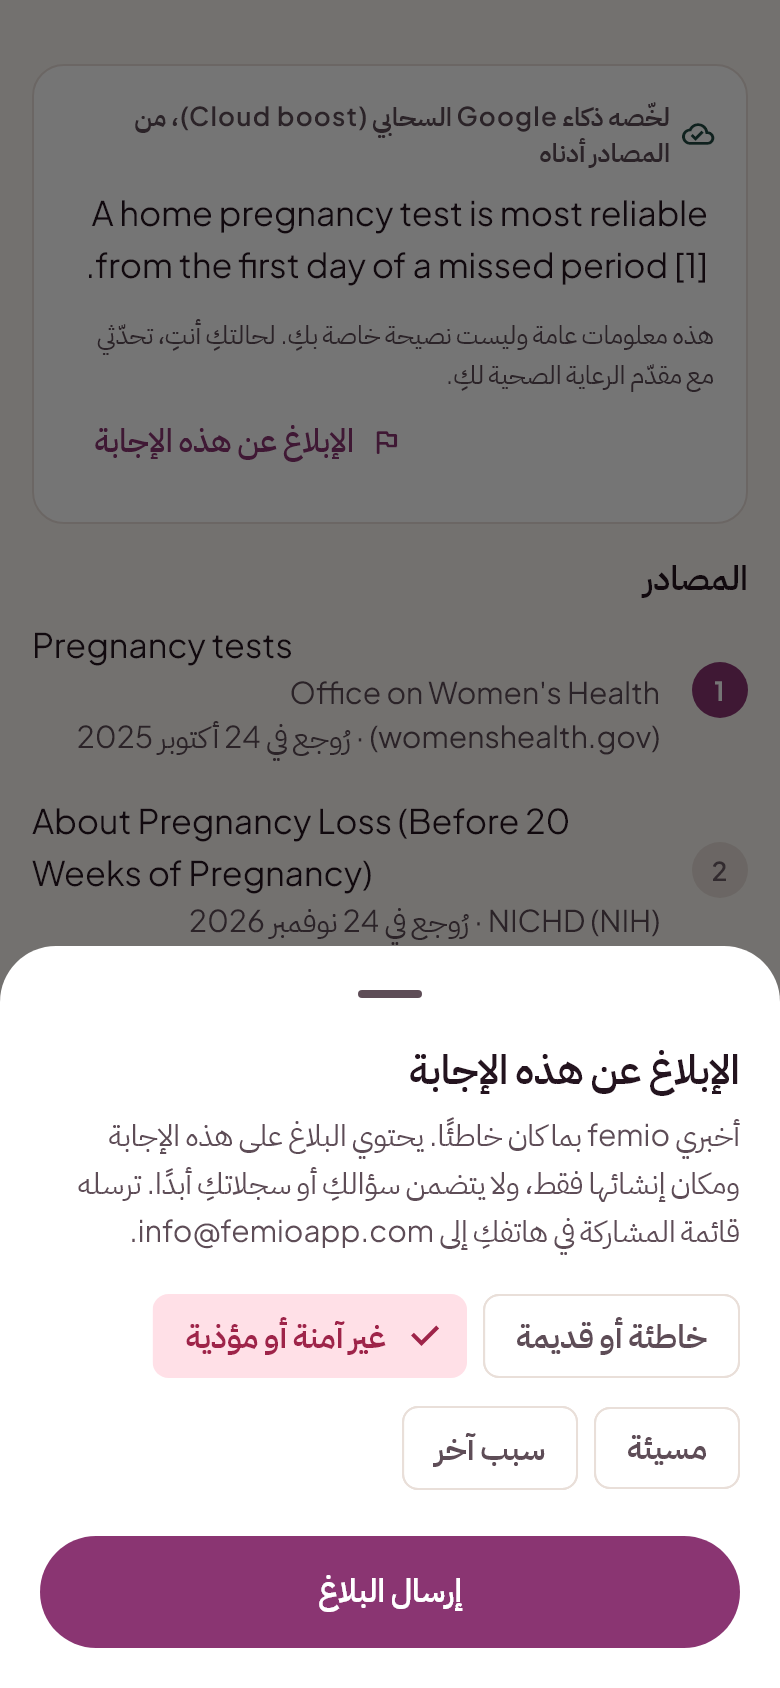 لخّصه ذكاء Google السحابي (Cloud boost)، من
المصادر أدناه
A home pregnancy test is most reliable
from the first day of a missed period [1].
هذه معلومات عامة وليست نصيحة خاصة بكِ. لحالتكِ أنتِ، تحدّثي
مع مقدّم الرعاية الصحية لكِ.
الإبلاغ عن هذه الإجابة
المصادر
Pregnancy tests
1
Office on Women's Health
(womenshealth.gov) · رُوجع في 24 أكتوبر 2025
About Pregnancy Loss (Before 20
Weeks of Pregnancy)
2
NICHD (NIH) · رُوجع في 24 نوفمبر 2026
الإبلاغ عن هذه الإجابة
أخبري femio بما كان خاطئًا. يحتوي البلاغ على هذه الإجابة
ومكان إنشائها فقط، ولا يتضمن سؤالكِ أو سجلاتكِ أبدًا. ترسله
قائمة المشاركة في هاتفكِ إلى info@femioapp.com.
خاطئة أو قديمة
غير آمنة أو مؤذية
مسيئة
سبب آخر
إرسال البلاغ